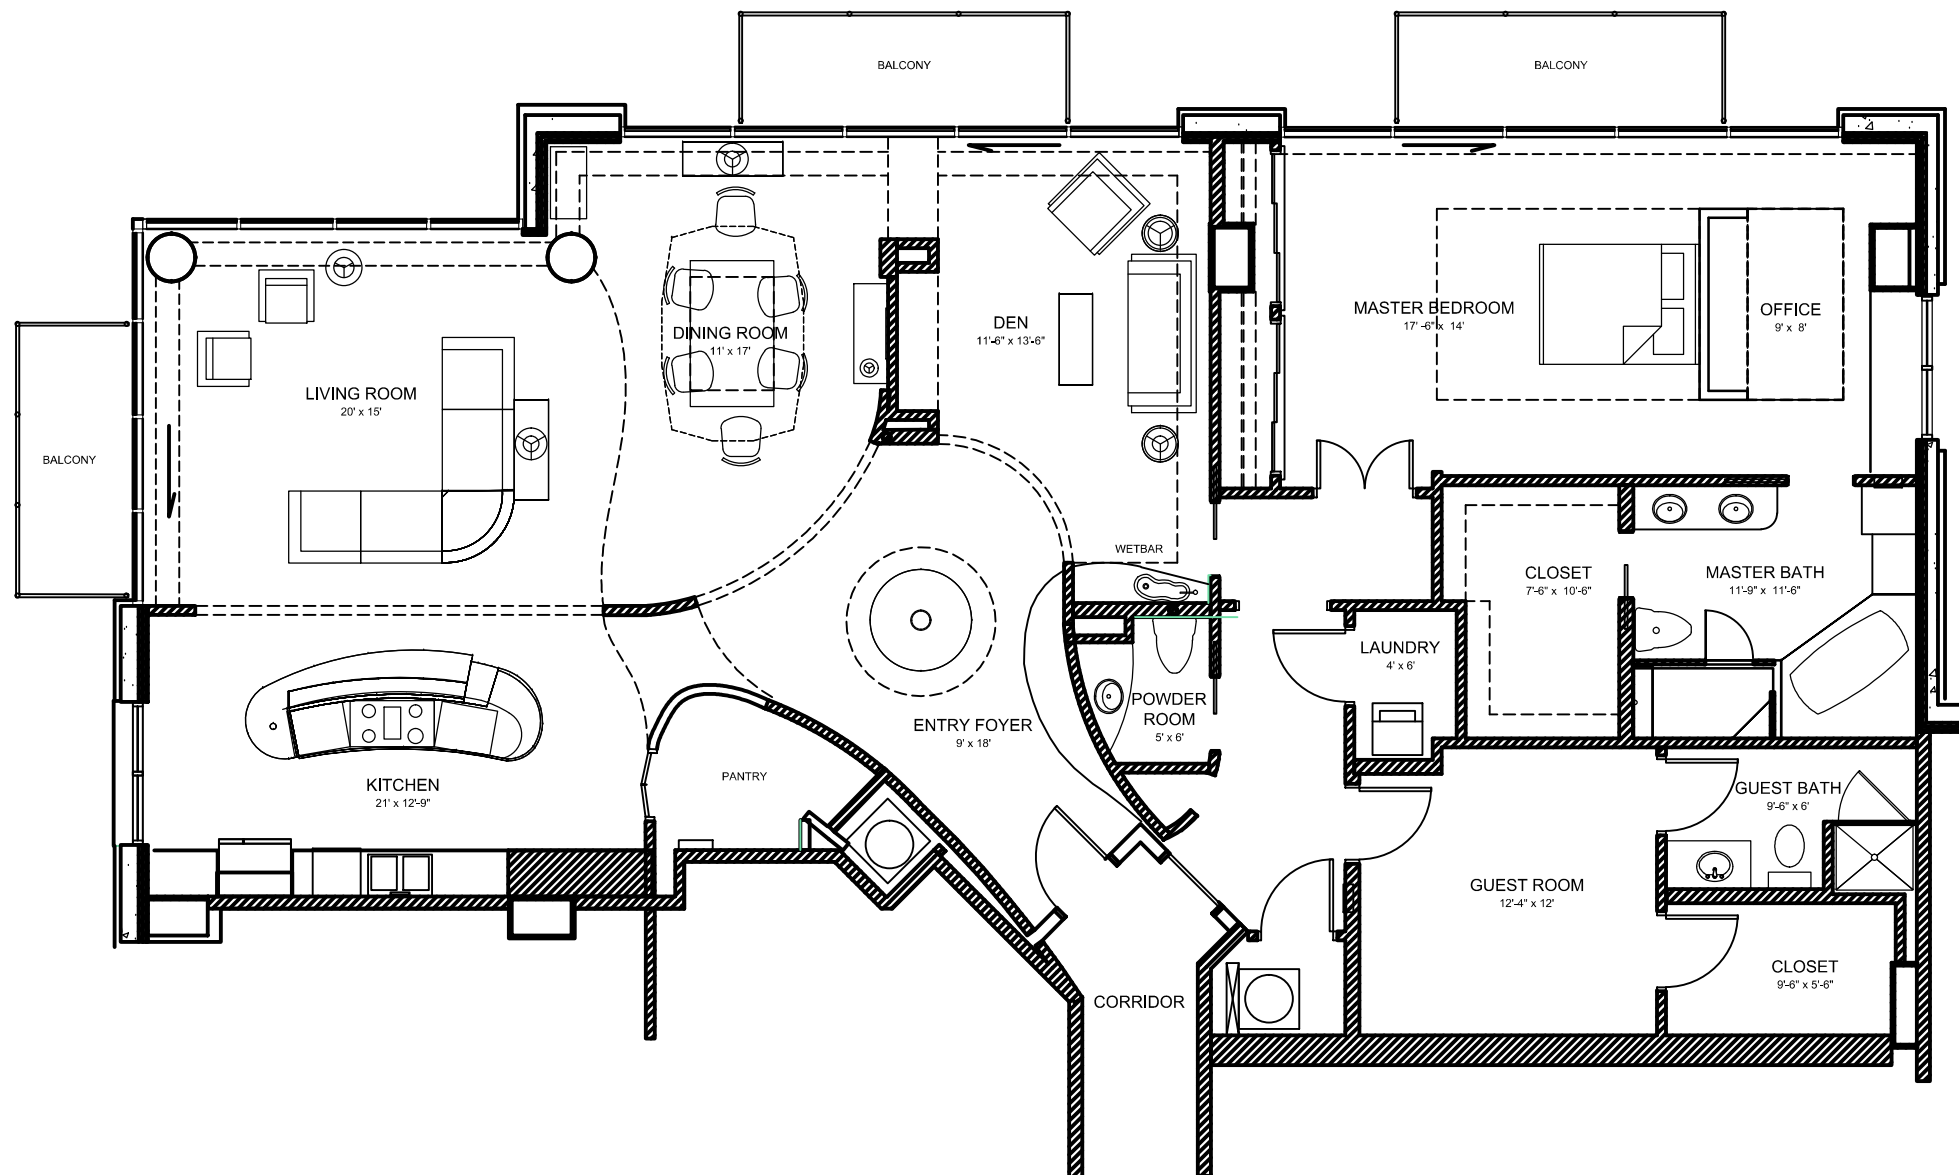 BALCONY
BALCONY
MASTER BEDROOM
17' -6" x 14'
OFFICE
9' x 8'
DEN
11'-6" x 13'-6"
DINING ROOM
11' x 17'
LIVING ROOM
20' x 15'
BALCONY
WETBAR
CLOSET
7'-6" x 10'-6"
MASTER BATH
11'-9" x 11'-6"
LAUNDRY
4' x 6'
POWDER
ROOM
5' x 6'
ENTRY FOYER
9' x 18'
PANTRY
KITCHEN
21' x 12'-9"
GUEST BATH
9'-6" x 6'
GUEST ROOM
12'-4" x 12'
CLOSET
9'-6" x 5'-6"
CORRIDOR